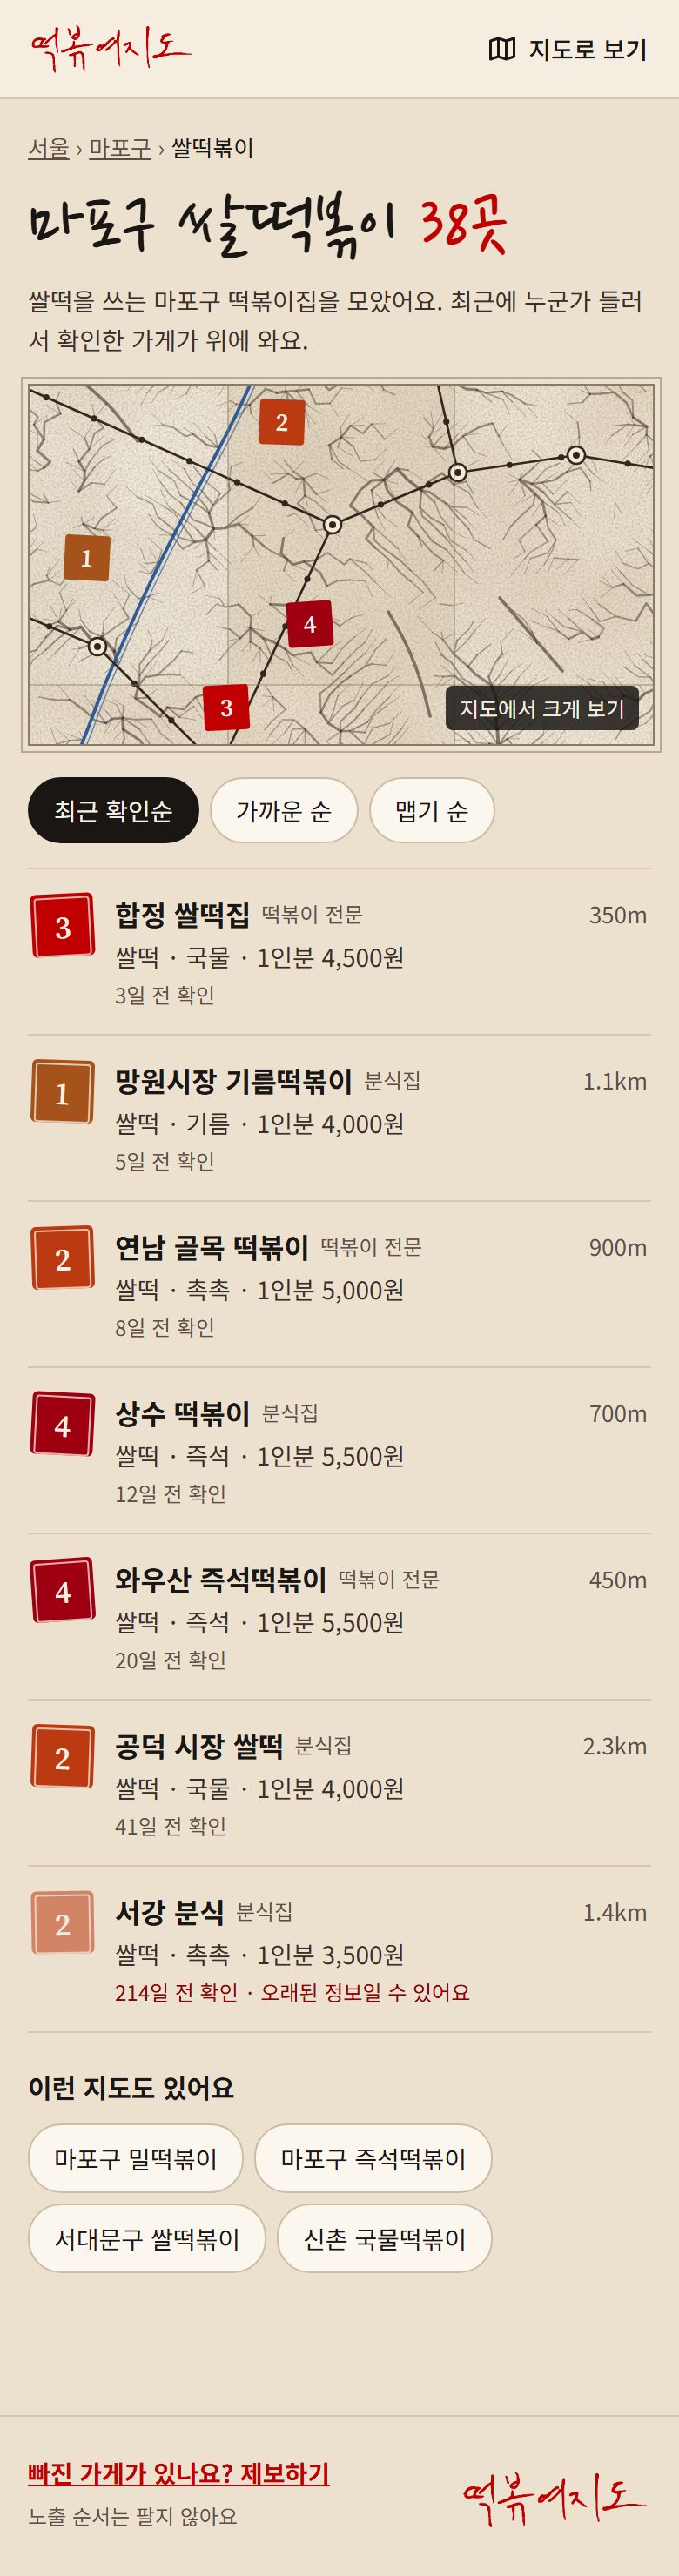 떡볶여지도
지도로 보기
서울 › 마포구 › 쌀떡볶이
마포구 쌀떡볶이 38곳
쌀떡을 쓰는 마포구 떡볶이집을 모았어요. 최근에 누군가 들러
서 확인한 가게가 위에 와요.
2
1
4
3
지도에서 크게 보기
최근 확인순
가까운 순
맵기 순
3
합정 쌀떡집 떡볶이 전문 350m
쌀떡 · 국물 · 1인분 4,500원
3일 전 확인
1
망원시장 기름떡볶이 분식집 1.1km
쌀떡 · 기름 · 1인분 4,000원
5일 전 확인
2
연남 골목 떡볶이 떡볶이 전문 900m
쌀떡 · 촉촉 · 1인분 5,000원
8일 전 확인
4
상수 떡볶이 분식집 700m
쌀떡 · 즉석 · 1인분 5,500원
12일 전 확인
4
와우산 즉석떡볶이 떡볶이 전문 450m
쌀떡 · 즉석 · 1인분 5,500원
20일 전 확인
2
공덕 시장 쌀떡 분식집 2.3km
쌀떡 · 국물 · 1인분 4,000원
41일 전 확인
2
서강 분식 분식집 1.4km
쌀떡 · 촉촉 · 1인분 3,500원
214일 전 확인 · 오래된 정보일 수 있어요
이런 지도도 있어요
마포구 밀떡볶이
마포구 즉석떡볶이
서대문구 쌀떡볶이
신촌 국물떡볶이
빠진 가게가 있나요? 제보하기
노출 순서는 팔지 않아요
떡볶여지도